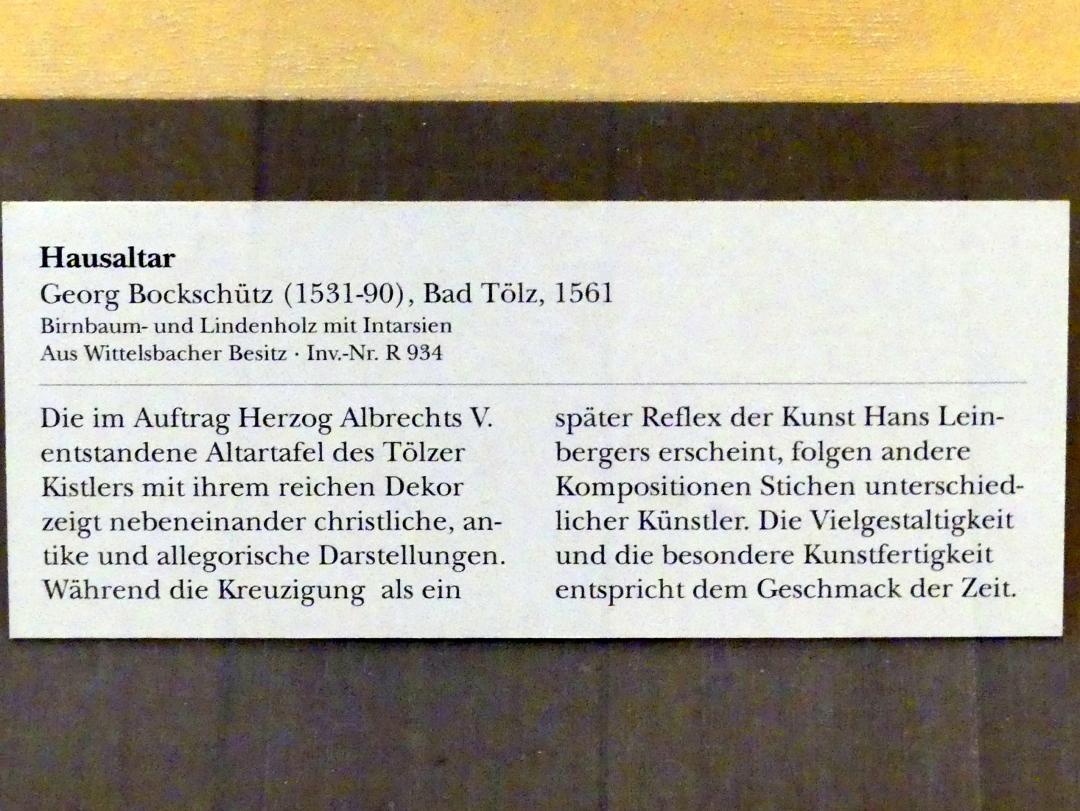 Hausaltar
Georg Bockschütz (1531-90), Bad Tölz, 1561
Birnbaum- und Lindenholz mit Intarsien
Aus Wittelsbacher Besitz · Inv.-Nr. R 934
Die im Auftrag Herzog Albrechts V.
entstandene Altartafel des Tölzer
Kistlers mit ihrem reichen Dekor
zeigt nebeneinander christliche, an-
tike und allegorische Darstellungen.
Während die Kreuzigung als ein
später Reflex der Kunst Hans Lein-
bergers erscheint, folgen andere
Kompositionen Stichen unterschied-
licher Künstler. Die Vielgestaltigkeit
und die besondere Kunstfertigkeit
entspricht dem Geschmack der Zeit.